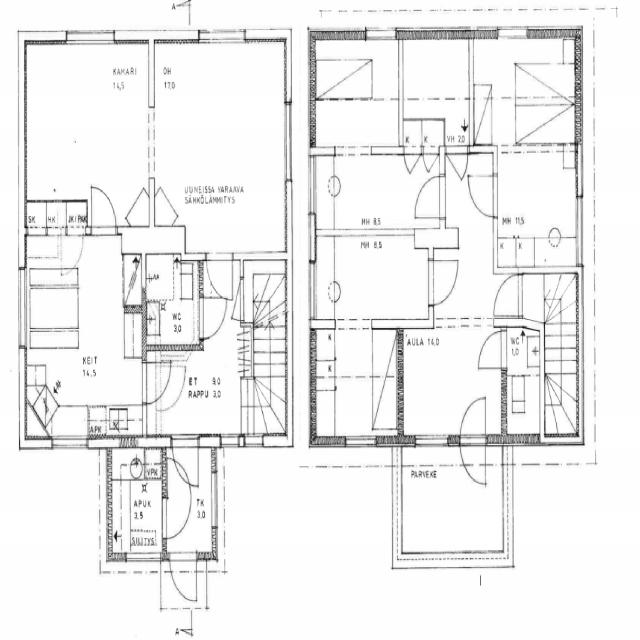 A
KAMARI
14,5
OH
17,0
UUNEISSA VARAAVA
SÄHKÖLÄMMITYS
SK
HK
JK/PAK
WC
3,0
KEIT
14,5
ET 9,0
RAPPU 3,0
APK
VPK
APUK
3,5
SILITYS
TK
3,0
A
K
K
VH 2,0
MH 8,5
MH 11,5
K
K
MH 8,5
K
K
AULA 14,0
WC
1,0
PARVEKE